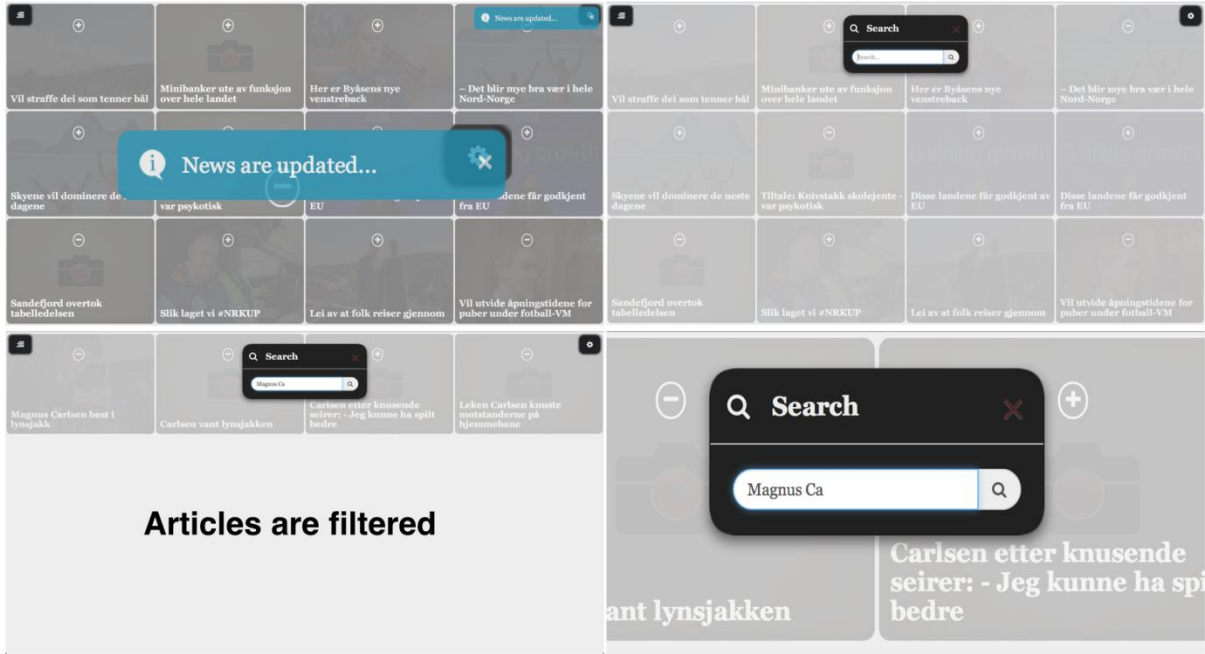 News are updated...
Vil straffe dei som tenner bål
Minibanker ute av funksjon
over hele landet
Her er Byåsens nye
venstreback
– Det blir mye bra vær i hele
Nord-Norge
News are updated...
Skyene vil dominere de
dagene
var psykotisk
EU
dene får godkjent
fra EU
Sandefjord overtok
tabelledelsen
Slik laget vi #NRKUP
Lei av at folk reiser gjennom
Vil utvide åpningstidene for
puber under fotball-VM
Search
Search...
Vil straffe dei som tenner bål
Minibanker ute av funksjon
over hele landet
Her er Byåsens nye
venstreback
– Det blir mye bra vær i hele
Nord-Norge
Skyene vil dominere de neste
dagene
Tiltale: Knivstakk skolejente -
var psykotisk
Disse landene får godkjent av
EU
Disse landene får godkjent
fra EU
Sandefjord overtok
tabelledelsen
Slik laget vi #NRKUP
Lei av at folk reiser gjennom
Vil utvide åpningstidene for
puber under fotball-VM
Search
Magnus Ca
Magnus Carlsen best i
lynsjakk
Carlsen vant lynsjakken
Carlsen etter knusende
seirer: - Jeg kunne ha spilt
bedre
Leken Carlsen knuste
motstanderne på
hjemmebane
Articles are filtered
Search
Magnus Ca
ant lynsjakken
Carlsen etter knusende
seirer: - Jeg kunne ha spi
bedre